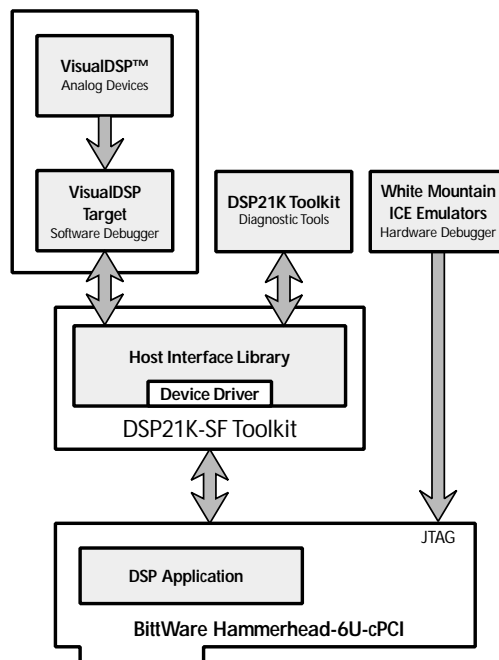 VisualDSP™
Analog Devices
VisualDSP
Target
Software Debugger
DSP21K Toolkit
Diagnostic Tools
White Mountain
ICE Emulators
Hardware Debugger
Host Interface Library
Device Driver
DSP21K-SF Toolkit
JTAG
DSP Application
BittWare Hammerhead-6U-cPCI